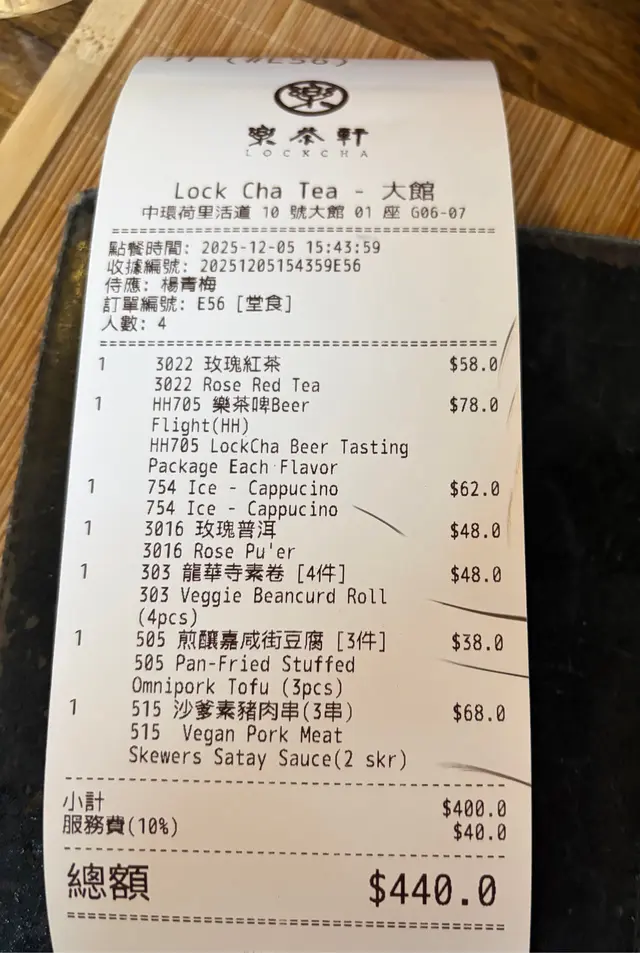 樂茶軒
LOCKCHA
Lock Cha Tea - 大館
中環荷里活道 10 號大館 01 座 G06-07
點餐時間: 2025-12-05 15:43:59
收據編號: 20251205154359E56
侍應: 楊青梅
訂單編號: E56 [堂食]
人數: 4
1 3022 玫瑰紅茶 $58.0
3022 Rose Red Tea
1 HH705 樂茶啤Beer $78.0
Flight(HH)
HH705 LockCha Beer Tasting
Package Each Flavor
1 754 Ice - Cappucino $62.0
754 Ice - Cappucino
1 3016 玫瑰普洱 $48.0
3016 Rose Pu'er
1 303 龍華寺素卷 [4件] $48.0
303 Veggie Beancurd Roll
(4pcs)
1 505 煎釀嘉咸街豆腐 [3件] $38.0
505 Pan-Fried Stuffed
Omnipork Tofu (3pcs)
1 515 沙爹素豬肉串(3串) $68.0
515 Vegan Pork Meat
Skewers Satay Sauce(2 skr)
小計 $400.0
服務費(10%) $40.0
總額 $440.0